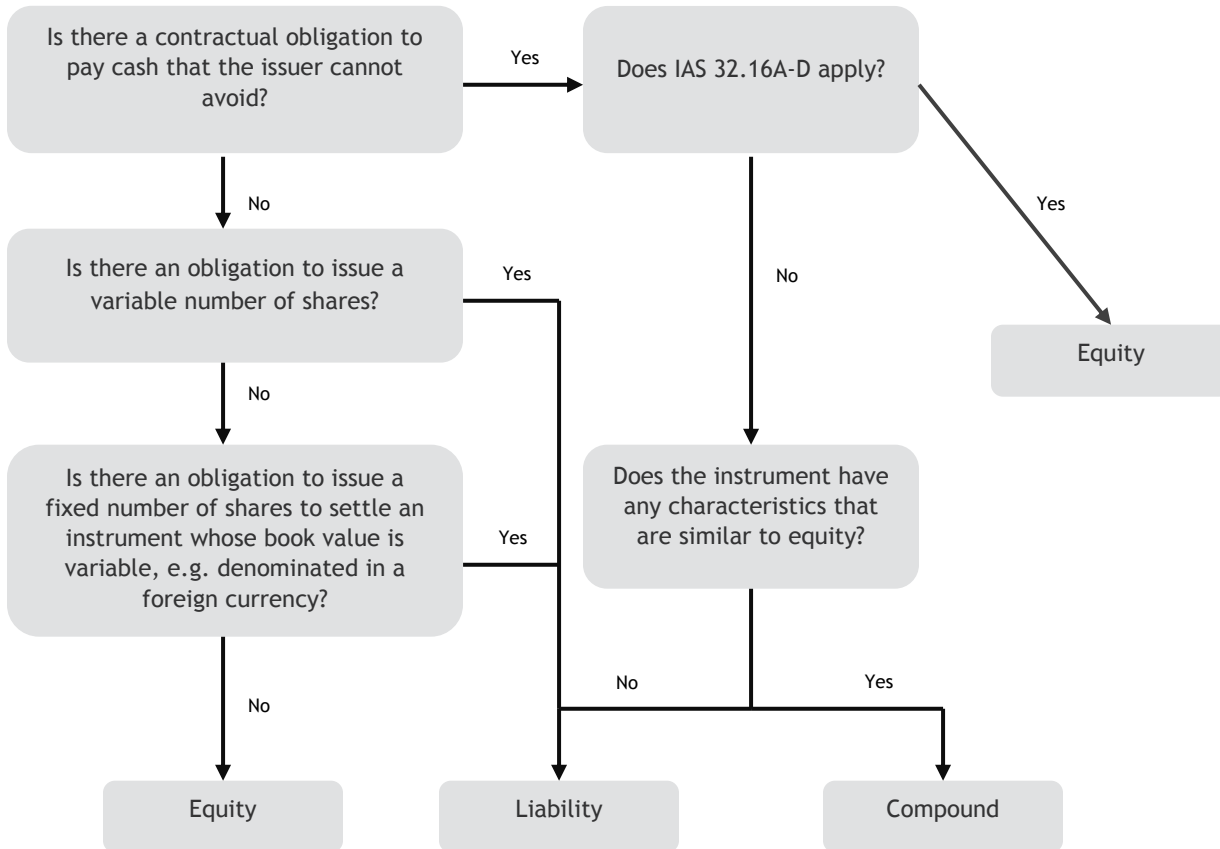 Is there a contractual obligation to
pay cash that the issuer cannot
avoid?
Yes
Does IAS 32.16A-D apply?
No
Yes
Is there an obligation to issue a
variable number of shares?
Yes
No
Equity
No
Is there an obligation to issue a
fixed number of shares to settle an
instrument whose book value is
variable, e.g. denominated in a
foreign currency?
Yes
Does the instrument have
any characteristics that
are similar to equity?
No
No
Yes
Equity
Liability
Compound